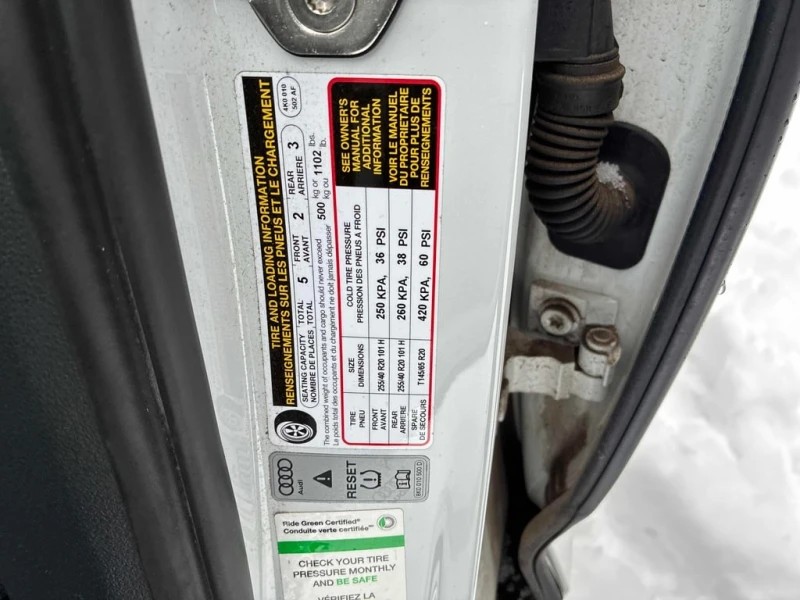 TIRE AND LOADING INFORMATION
RENSEIGNEMENTS SUR LES PNEUS ET LE CHARGEMENT
4K0 010
502 AF
SEATING CAPACITY TOTAL 5 FRONT 2 REAR 3
NOMBRE DE PLACES TOTAL AVANT ARRIERE
The combined weight of occupants and cargo should never exceed 500 kg or 1102 lbs.
Le poids total des occupants et du chargement ne doit jamais dépasser kg ou lb.
TIRE SIZE COLD TIRE PRESSURE
PNEU DIMENSIONS PRESSION DES PNEUS A FROID
FRONT 255/40 R20 101 H 250 KPA, 36 PSI
AVANT
REAR 255/40 R20 101 H 260 KPA, 38 PSI
ARRIERE
SPARE T145/65 R20 420 KPA, 60 PSI
DE SECOURS
SEE OWNER'S
MANUAL FOR
ADDITIONAL
INFORMATION
VOIR LE MANUEL
DU PROPRIETAIRE
POUR PLUS DE
RENSEIGNEMENTS
Audi
RESET
Ride Green Certified®
Conduite verte certifiée
CHECK YOUR TIRE
PRESSURE MONTHLY
AND BE SAFE
VÉRIFIEZ LA